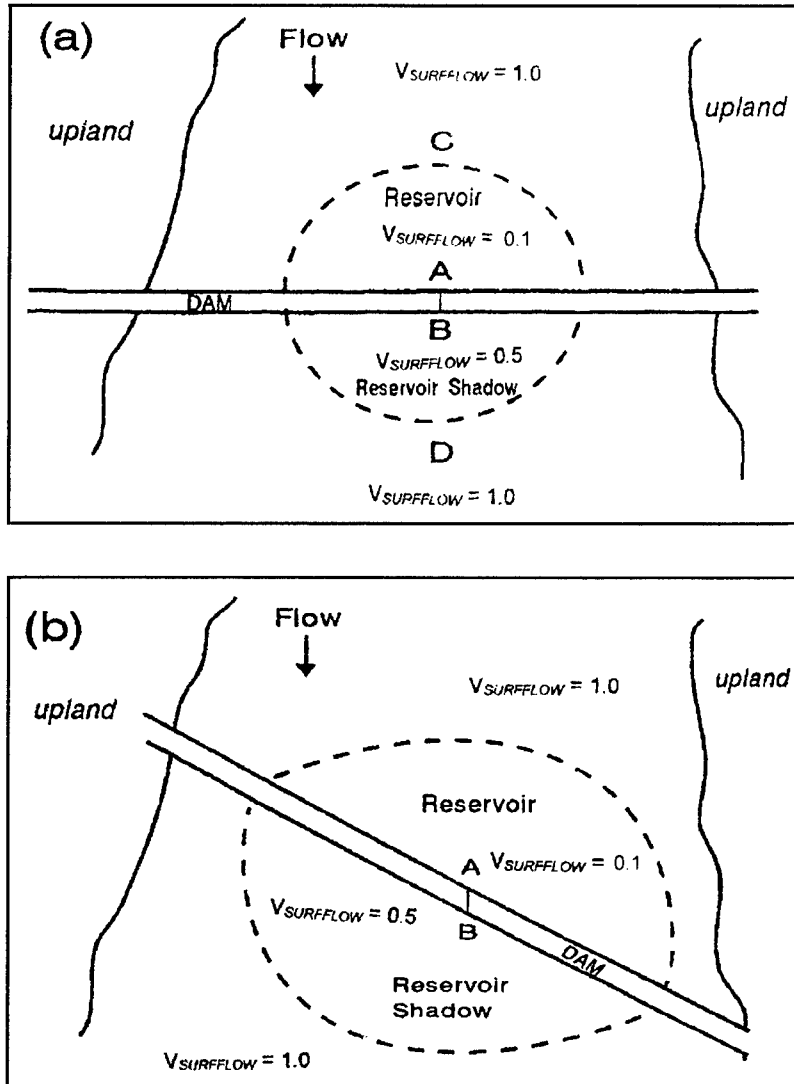 (a)
Flow
V_SURFFLOW = 1.0
upland
upland
C
Reservoir
V_SURFFLOW = 0.1
A
DAM
B
V_SURFFLOW = 0.5
Reservoir Shadow
D
V_SURFFLOW = 1.0
(b)
Flow
V_SURFFLOW = 1.0
upland
upland
Reservoir
A
V_SURFFLOW = 0.1
V_SURFFLOW = 0.5
B
DAM
Reservoir
Shadow
V_SURFFLOW = 1.0